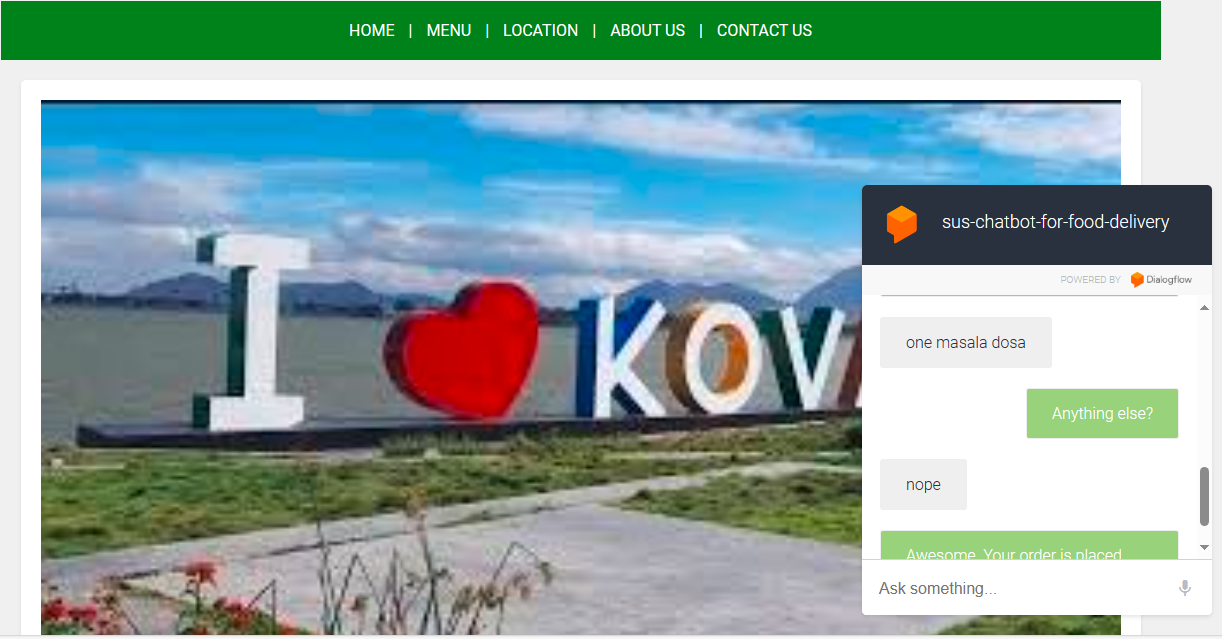 HOME | MENU | LOCATION | ABOUT US | CONTACT US
I ❤ KOV
sus-chatbot-for-food-delivery
POWERED BY Dialogflow
one masala dosa
Anything else?
nope
Awesome. Your order is placed.
Ask something...